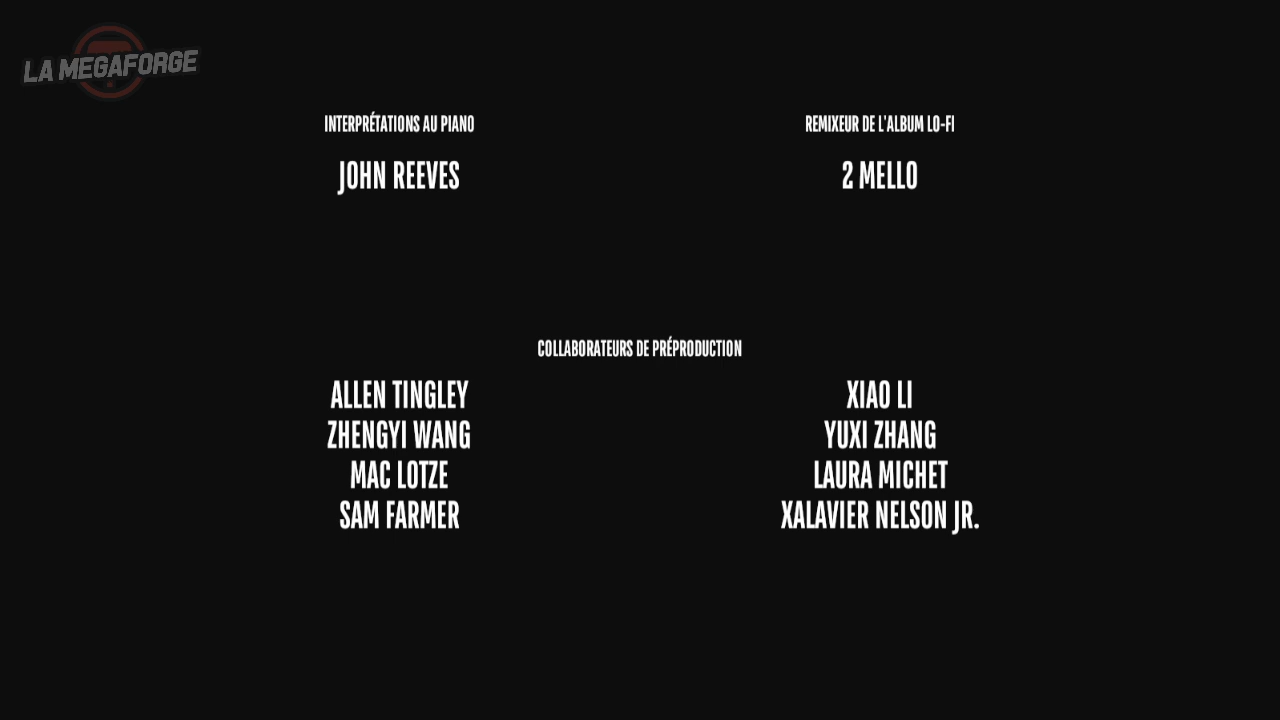 LA MEGAFORGE
INTERPRÉTATIONS AU PIANO
JOHN REEVES
REMIXEUR DE L'ALBUM LO-FI
2 MELLO
COLLABORATEURS DE PRÉPRODUCTION
ALLEN TINGLEY
ZHENGYI WANG
MAC LOTZE
SAM FARMER
XIAO LI
YUXI ZHANG
LAURA MICHET
XALAVIER NELSON JR.